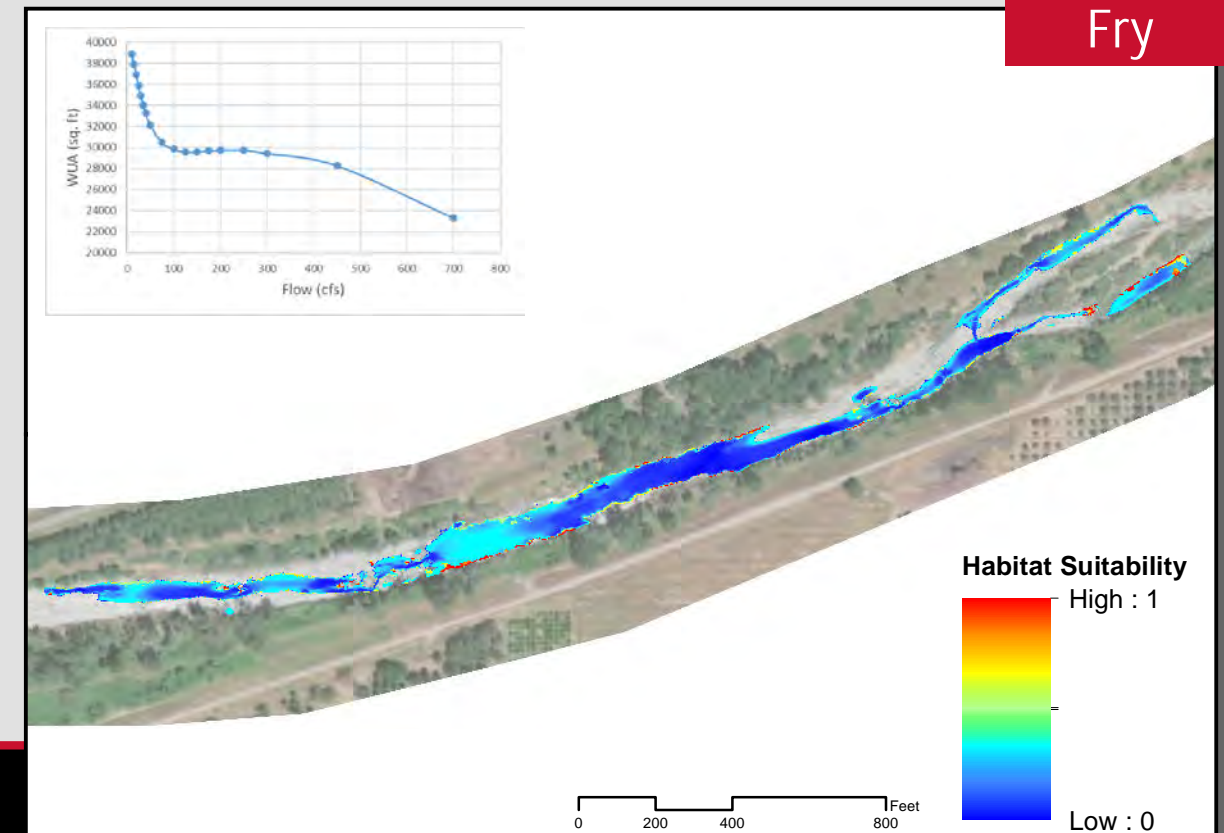 Fry
40000
38000
36000
34000
32000
30000
28000
26000
24000
22000
20000
WUA (sq. ft)
0 100 200 300 400 500 600 700 800
Flow (cfs)
Habitat Suitability
High : 1
Low : 0
Feet
0 200 400 800